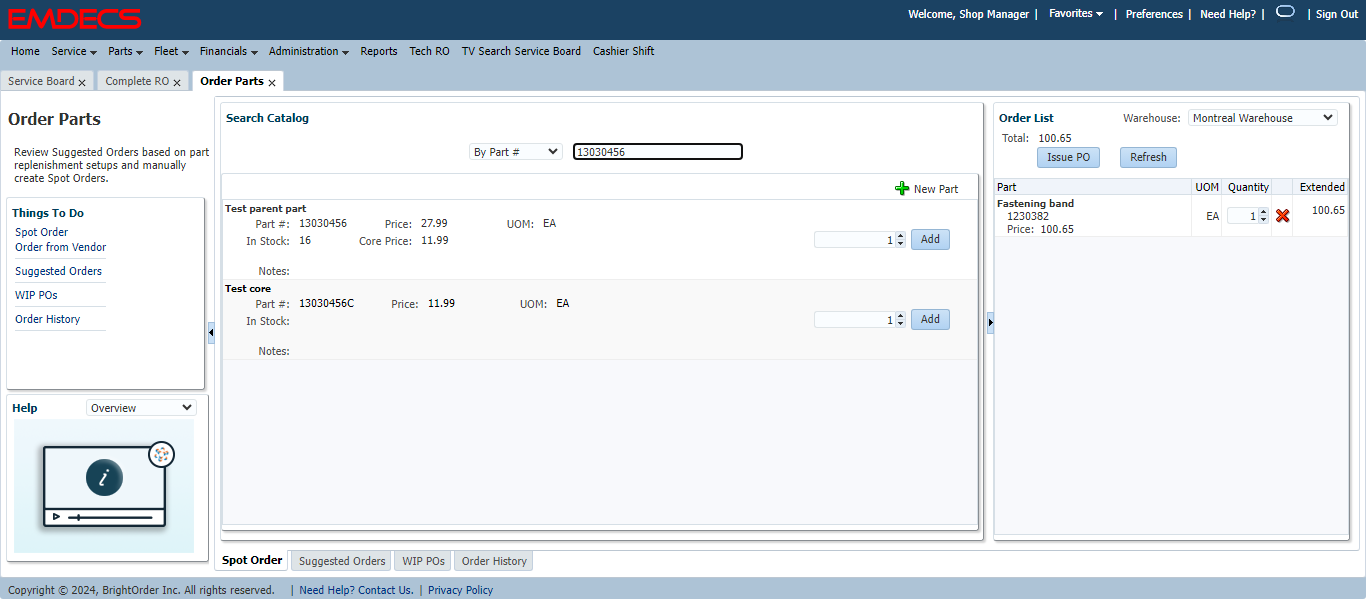 EMDECS
Welcome, Shop Manager | Favorites | Preferences | Need Help? | | Sign Out
Home Service Parts Fleet Financials Administration Reports Tech RO TV Search Service Board Cashier Shift
Service Board x Complete RO x Order Parts x
Order Parts
Review Suggested Orders based on part
replenishment setups and manually
create Spot Orders.
Things To Do
Spot Order
Order from Vendor
Suggested Orders
WIP POs
Order History
Help Overview
i
Search Catalog
By Part # 13030456
New Part
Test parent part
Part #: 13030456 Price: 27.99 UOM: EA
In Stock: 16 Core Price: 11.99 1 Add
Notes:
Test core
Part #: 13030456C Price: 11.99 UOM: EA
In Stock: 1 Add
Notes:
Order List Warehouse: Montreal Warehouse
Total: 100.65
Issue PO Refresh
Part UOM Quantity Extended
Fastening band
1230382 EA 1 100.65
Price: 100.65
Spot Order Suggested Orders WIP POs Order History
Copyright © 2024, BrightOrder Inc. All rights reserved. | Need Help? Contact Us. | Privacy Policy